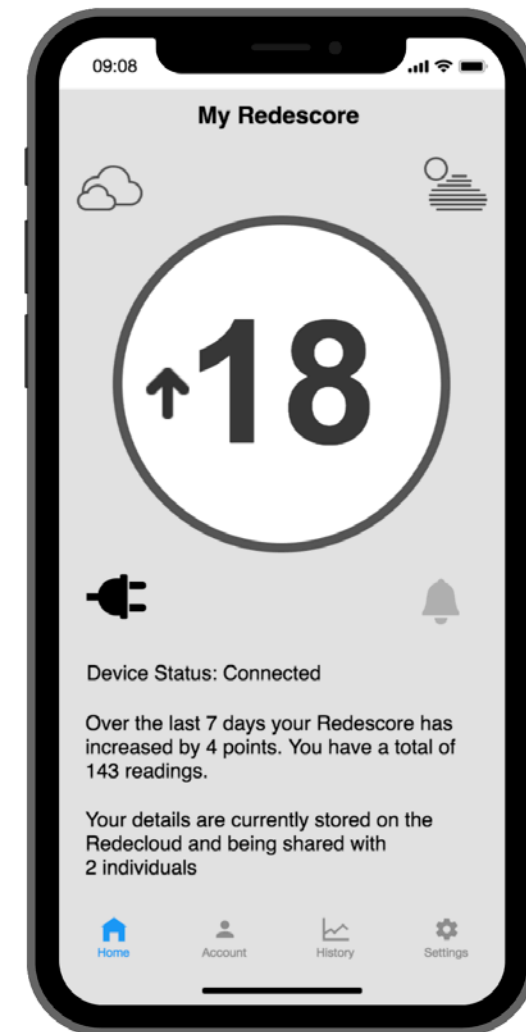 09:08
My Redescore
18
Device Status: Connected
Over the last 7 days your Redescore has
increased by 4 points. You have a total of
143 readings.
Your details are currently stored on the
Redecloud and being shared with
2 individuals
Home Account History Settings